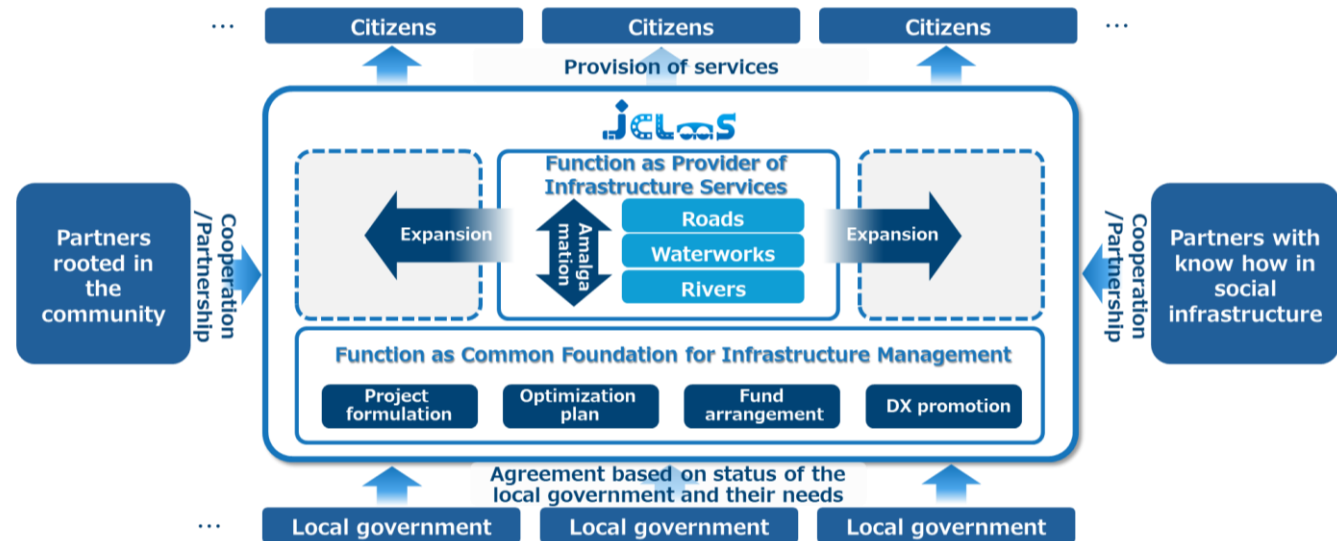 ... Citizens Citizens Citizens ...
Provision of services
JCLaaS
Function as Provider of
Infrastructure Services
Expansion
Amalga
mation
Roads
Waterworks
Rivers
Expansion
Partners
rooted in
the
community
Cooperation
/Partnership
Cooperation
/Partnership
Partners with
know how in
social
infrastructure
Function as Common Foundation for Infrastructure Management
Project
formulation
Optimization
plan
Fund
arrangement
DX promotion
Agreement based on status of the
local government and their needs
... Local government Local government Local government